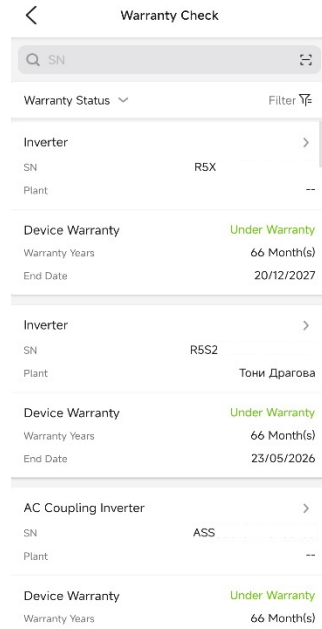 Warranty Check
SN
Warranty Status Filter
Inverter
SN R5X
Plant --
Device Warranty Under Warranty
Warranty Years 66 Month(s)
End Date 20/12/2027
Inverter
SN R5S2
Plant Тони Драгова
Device Warranty Under Warranty
Warranty Years 66 Month(s)
End Date 23/05/2026
AC Coupling Inverter
SN ASS
Plant --
Device Warranty Under Warranty
Warranty Years 66 Month(s)